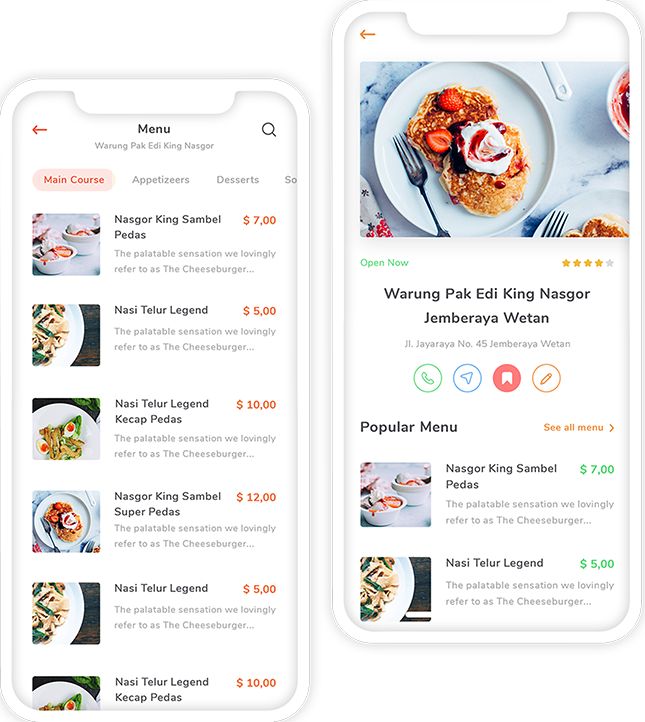 Menu
Warung Pak Edi King Nasgor
Main Course
Appetizeers
Desserts
So
Nasgor King Sambel
Pedas
$ 7,00
The palatable sensation we lovingly
refer to as The Cheeseburger...
Nasi Telur Legend
$ 5,00
The palatable sensation we lovingly
refer to as The Cheeseburger...
Nasi Telur Legend
Kecap Pedas
$ 10,00
The palatable sensation we lovingly
refer to as The Cheeseburger...
Nasgor King Sambel
Super Pedas
$ 12,00
The palatable sensation we lovingly
refer to as The Cheeseburger...
Nasi Telur Legend
$ 5,00
The palatable sensation we lovingly
refer to as The Cheeseburger...
Nasi Telur Legend
Kecap Pedas
$ 10,00
Open Now
Warung Pak Edi King Nasgor
Jemberaya Wetan
Jl. Jayaraya No. 45 Jemberaya Wetan
Popular Menu
See all menu
Nasgor King Sambel
Pedas
$ 7,00
The palatable sensation we lovingly
refer to as The Cheeseburger...
Nasi Telur Legend
$ 5,00
The palatable sensation we lovingly
refer to as The Cheeseburger...